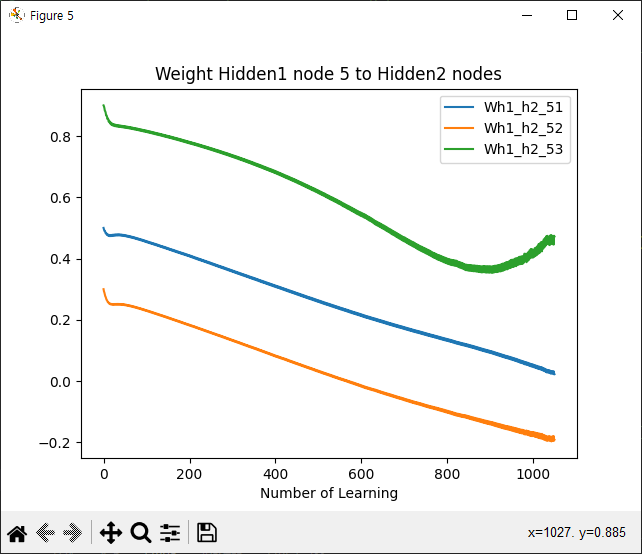 Figure 5
Weight Hidden1 node 5 to Hidden2 nodes
Wh1_h2_51
Wh1_h2_52
Wh1_h2_53
0.8
0.6
0.4
0.2
0.0
−0.2
0 200 400 600 800 1000
Number of Learning
x=1027. y=0.885